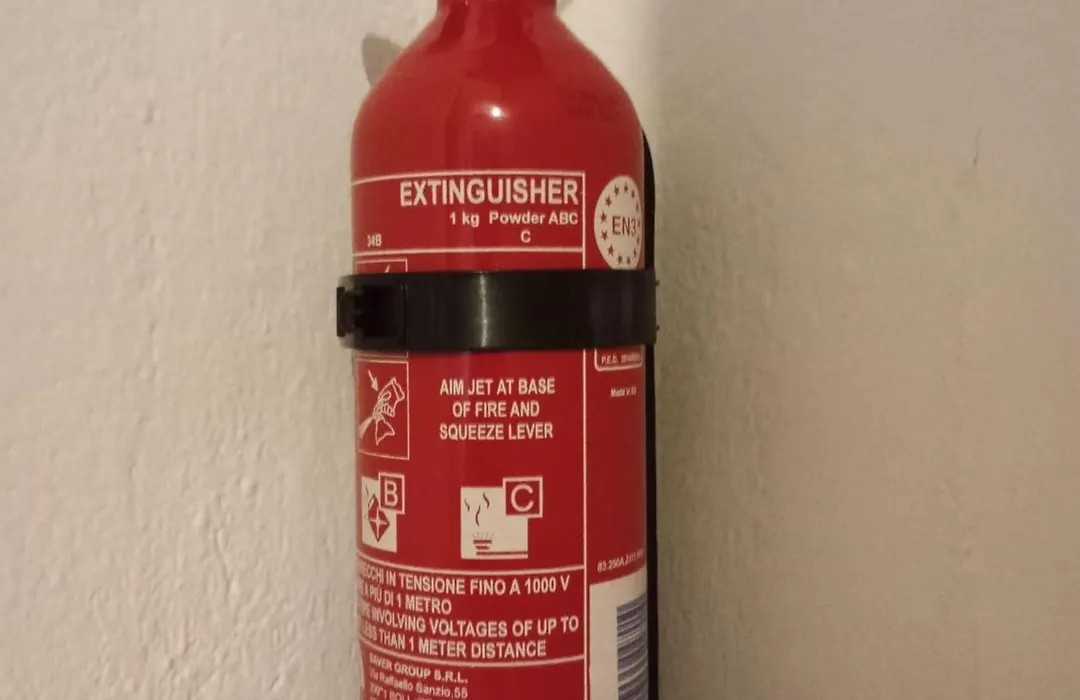 EXTINGUISHER
1 kg Powder ABC
34B C
EN3
P.E.D.
Made in
AIM JET AT BASE
OF FIRE AND
SQUEEZE LEVER
B
C
IN TENSIONE FINO A 1000 V
A PIÙ DI 1 METRO
INVOLVING VOLTAGES OF UP TO
LESS THAN 1 METER DISTANCE
GROUP S.R.L.
Via Raffaello Sanzio,55